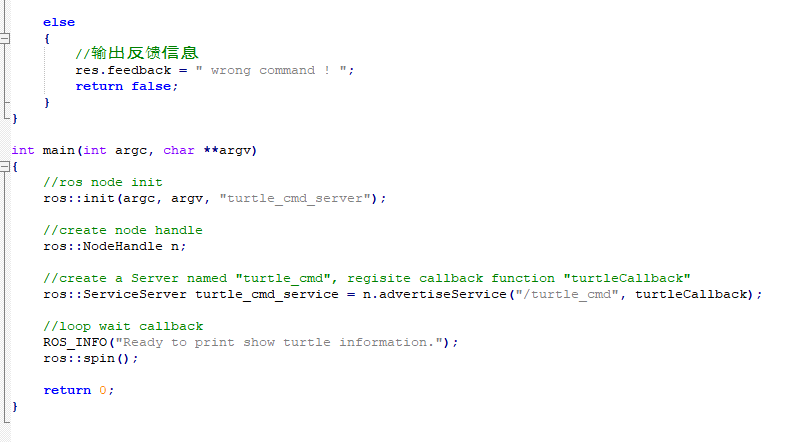 else
{
//输出反馈信息
res.feedback = " wrong command ! ";
return false;
}
}
int main(int argc, char **argv)
{
//ros node init
ros::init(argc, argv, "turtle_cmd_server");
//create node handle
ros::NodeHandle n;
//create a Server named "turtle_cmd", regisite callback function "turtleCallback"
ros::ServiceServer turtle_cmd_service = n.advertiseService("/turtle_cmd", turtleCallback);
//loop wait callback
ROS_INFO("Ready to print show turtle information.");
ros::spin();
return 0;
}